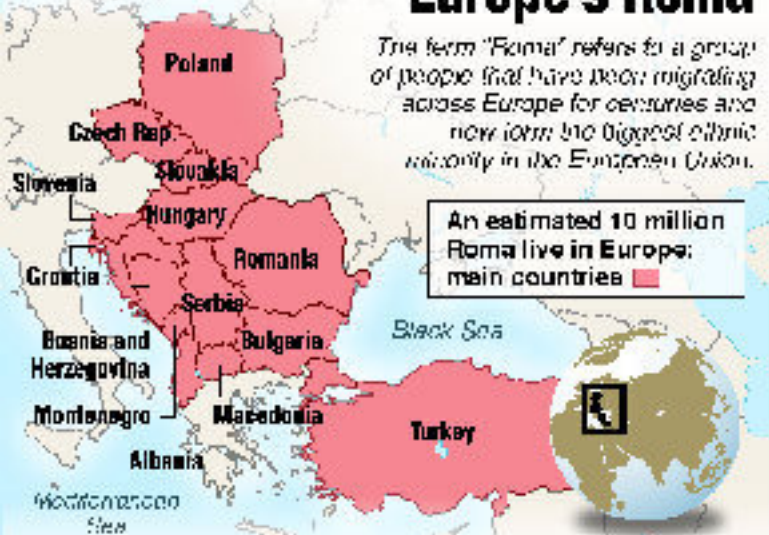 Europe's Roma
The term "Roma" refers to a group
of people that have been migrating
across Europe for centuries and
now form the biggest ethnic
minority in the European Union.
An estimated 10 million
Roma live in Europe:
main countries
Poland
Czech Rep.
Slovakia
Slovenia
Hungary
Romania
Croatia
Serbia
Bosnia and
Herzegovina
Bulgaria
Black Sea
Montenegro
Macedonia
Turkey
Albania
Mediterranean
Sea